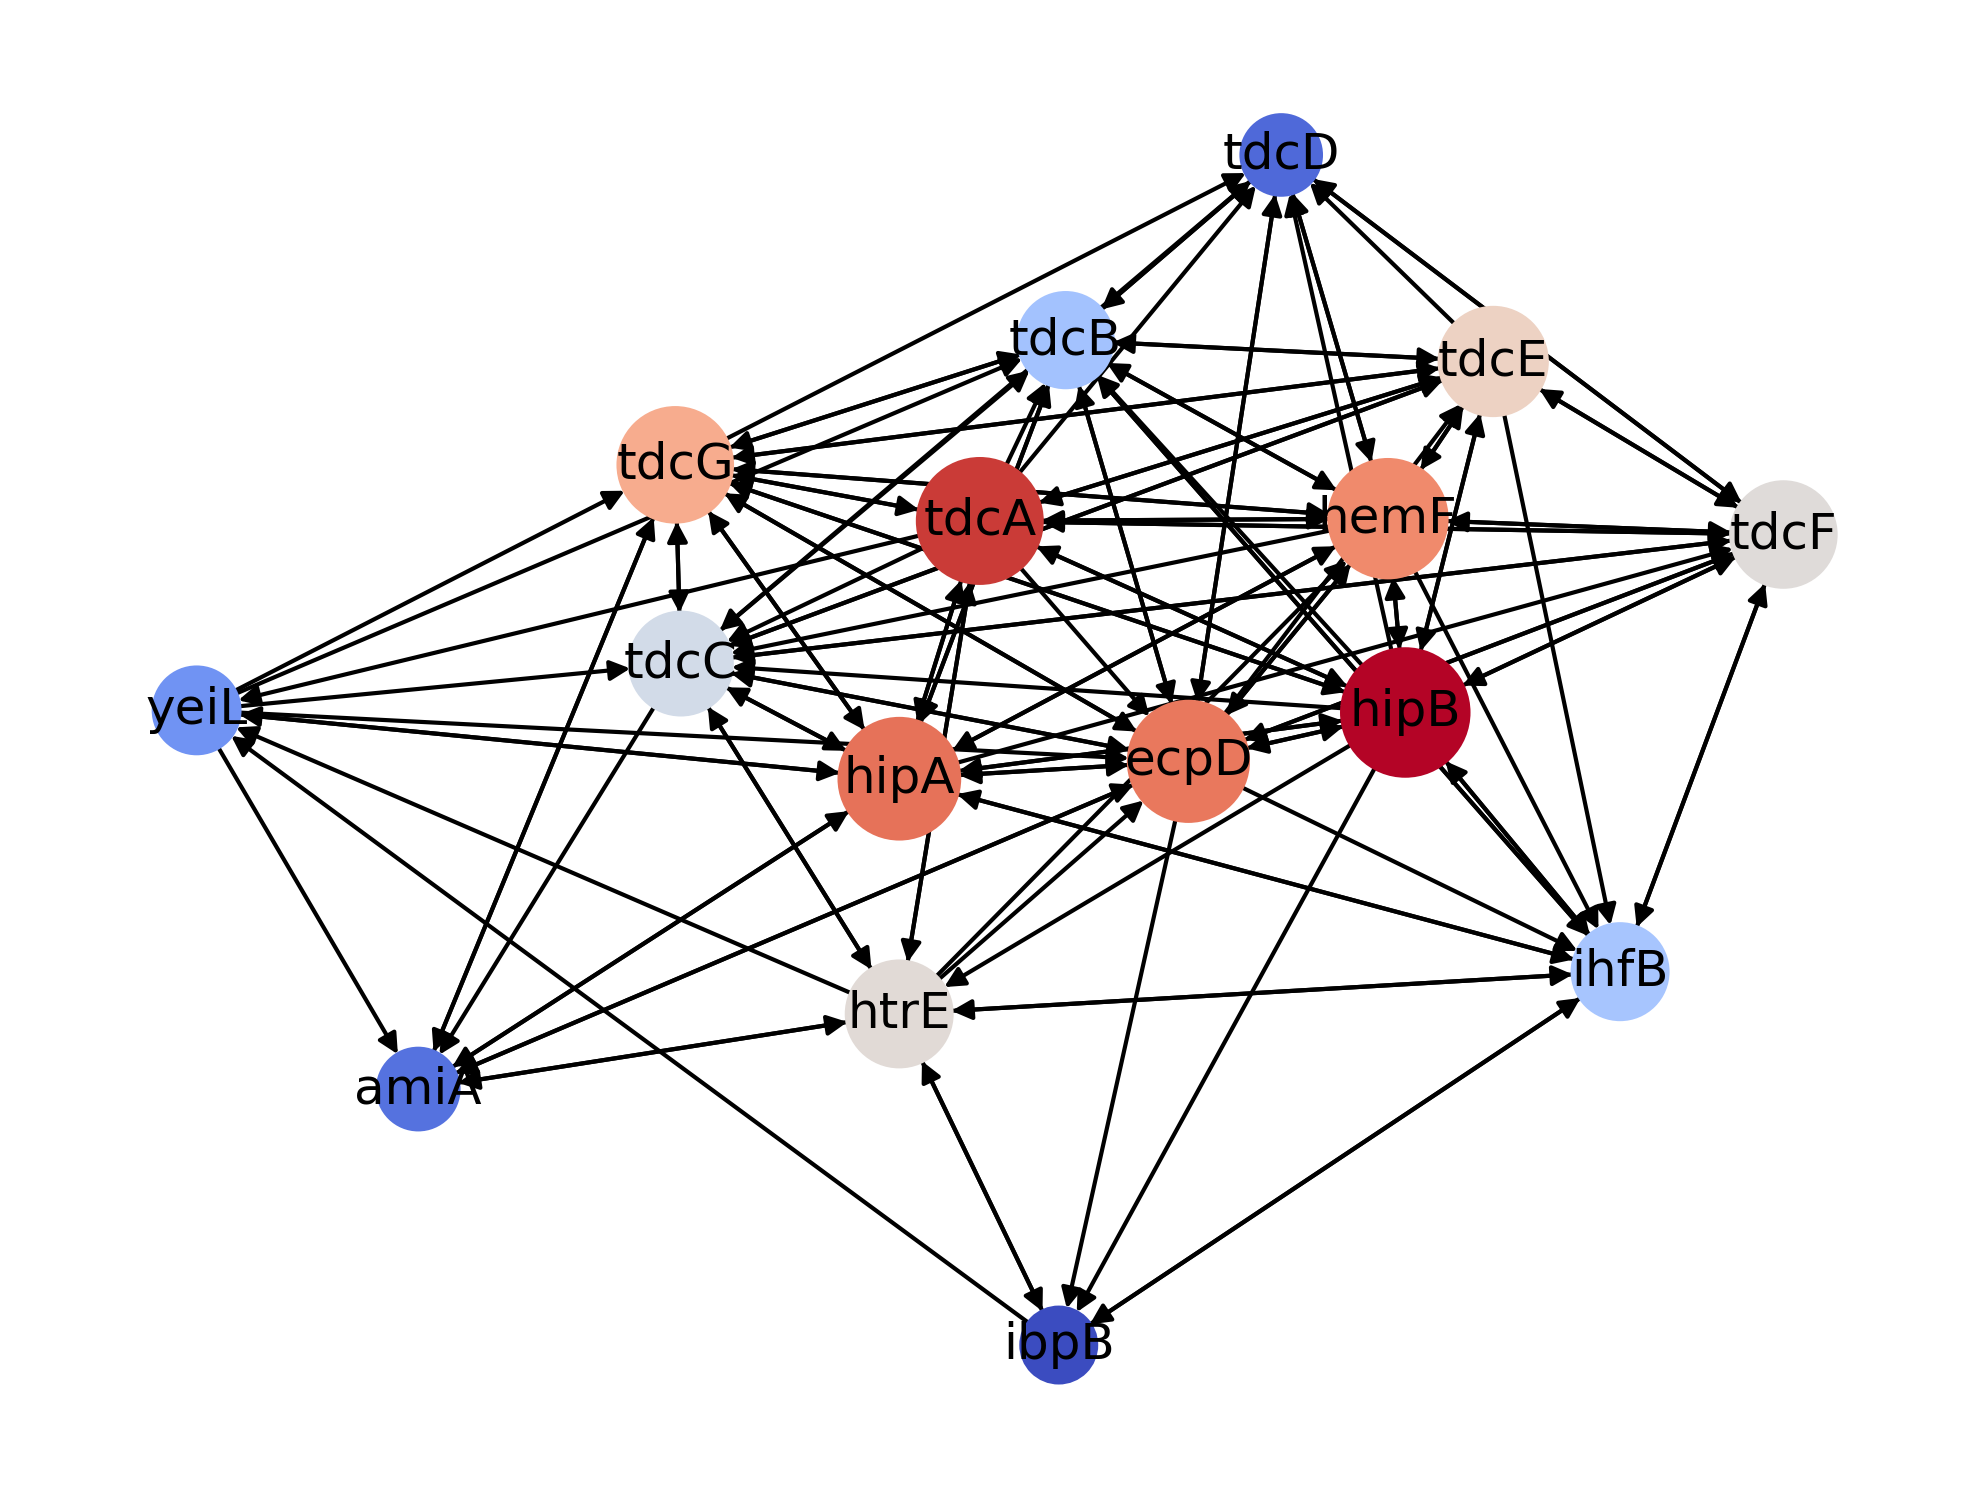 tdcD
tdcB
tdcE
tdcG
tdcA
hemF
tdcF
tdcC
yeiL
hipB
hipA
ecpD
ihfB
htrE
amiA
ibpB